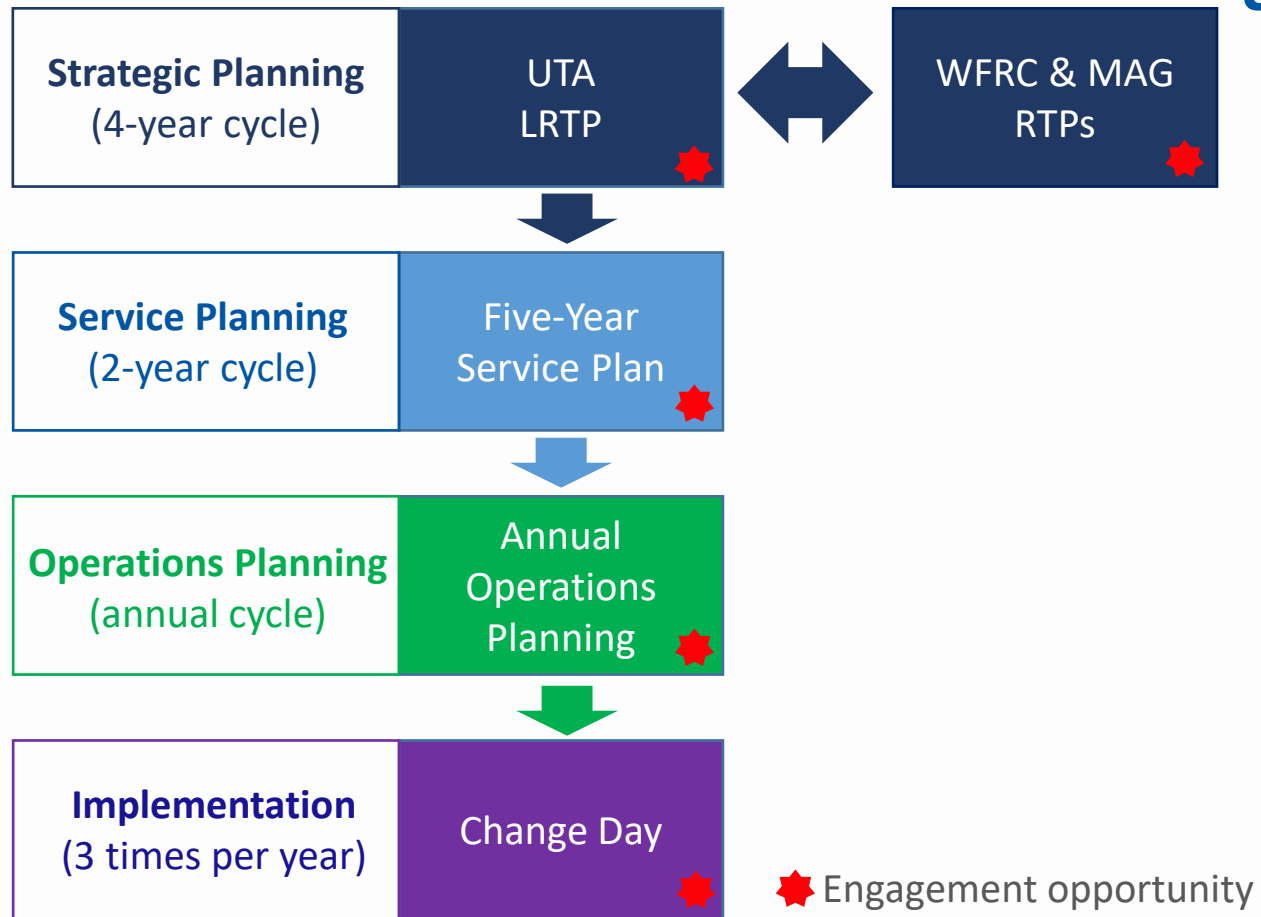 Strategic Planning
(4-year cycle)
UTA
LRTP
WFRC & MAG
RTPs
Service Planning
(2-year cycle)
Five-Year
Service Plan
Operations Planning
(annual cycle)
Annual
Operations
Planning
Implementation
(3 times per year)
Change Day
Engagement opportunity